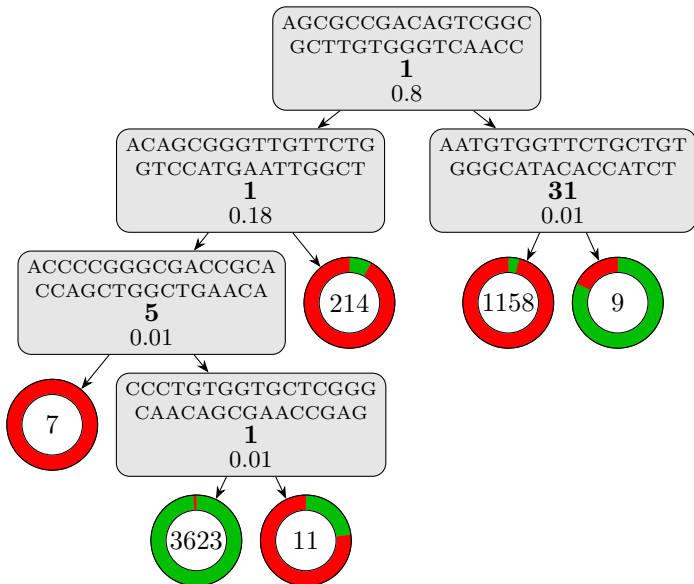 AGCGCCGACAGTCGGC
GCTTGTGGGTCAACC
1
0.8
ACAGCGGGTTGTTCTG
GTCCATGAATTGGCT
1
0.18
AATGTGGTTCTGCTGT
GGGCATACACCATCT
31
0.01
ACCCCGGGCGACCGCA
CCAGCTGGCTGAACA
5
0.01
214
1158
9
7
CCCTGTGGTGCTCGGG
CAACAGCGAACCGAG
1
0.01
3623
11